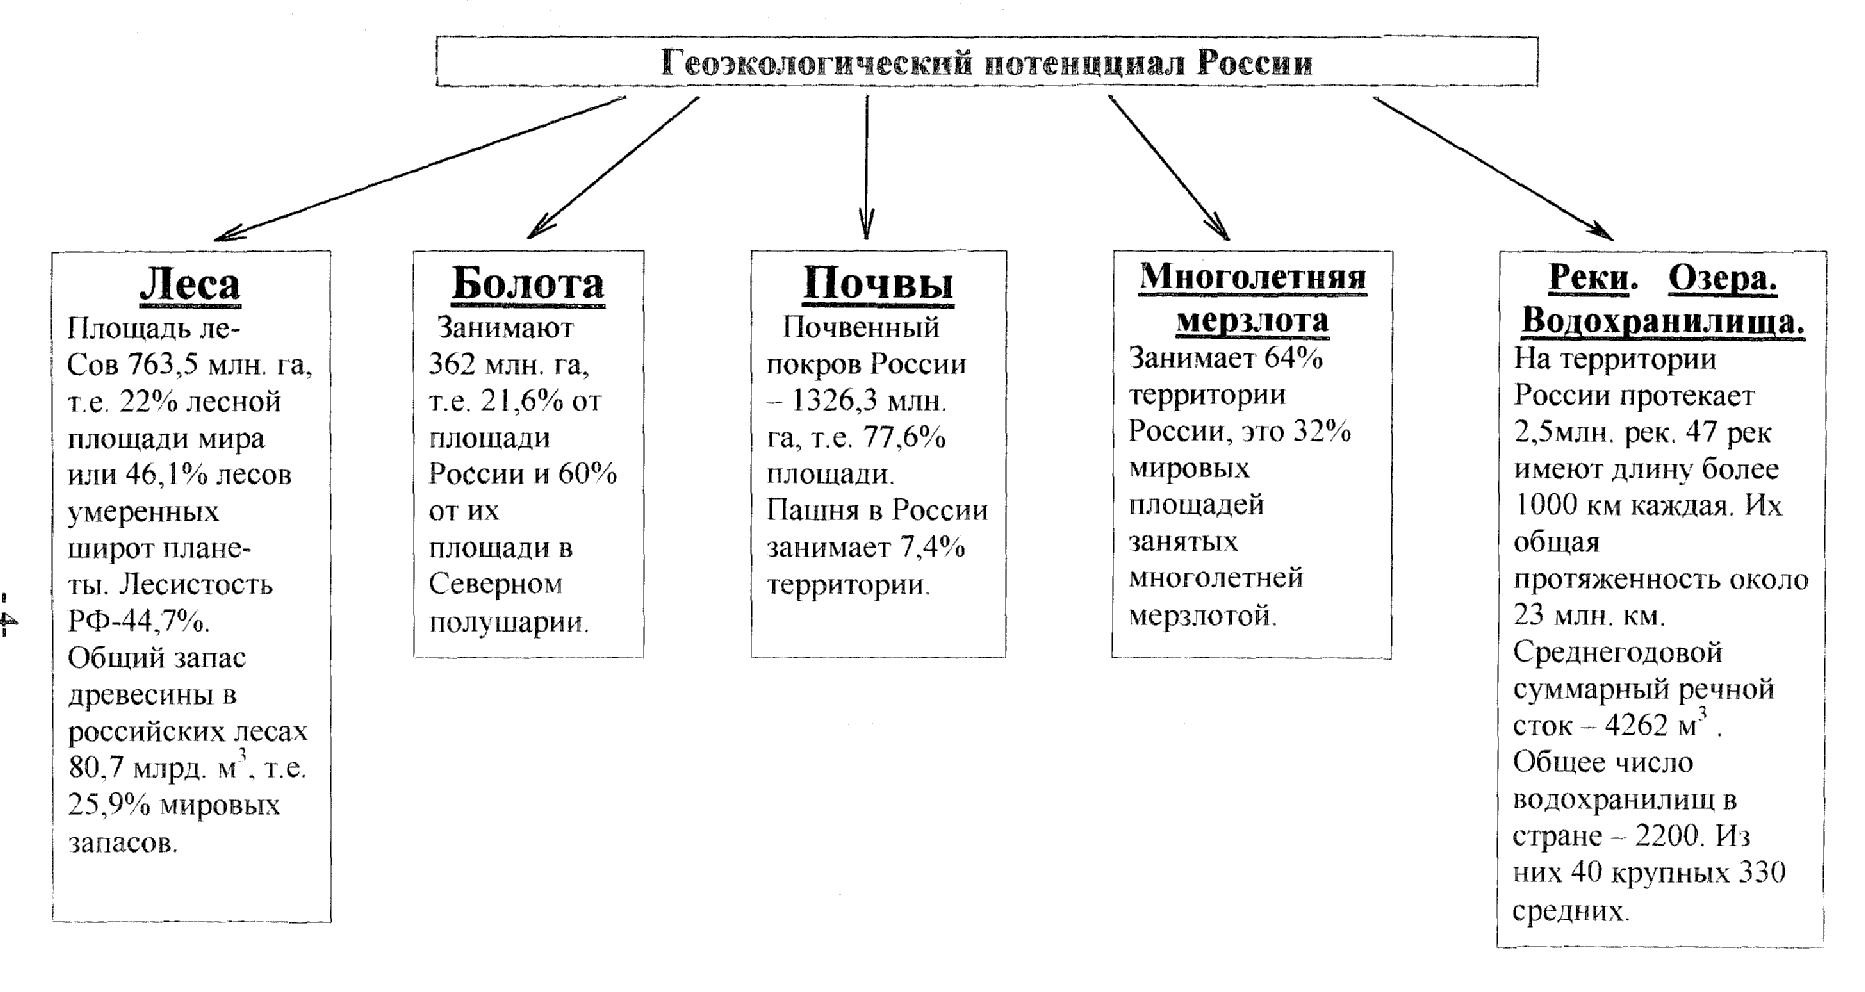 Геоэкологический потенциал России
Леса
Площадь ле-
Сов 763,5 млн. га,
т.е. 22% лесной
площади мира
или 46,1% лесов
умеренных
широт плане-
ты. Лесистость
РФ-44,7%.
Общий запас
древесины в
российских лесах
80,7 млрд. м³, т.е.
25,9% мировых
запасов.
Болота
Занимают
362 млн. га,
т.е. 21,6% от
площади
России и 60%
от их
площади в
Северном
полушарии.
Почвы
Почвенный
покров России
– 1326,3 млн.
га, т.е. 77,6%
площади.
Пашня в России
занимает 7,4%
территории.
Многолетняя
мерзлота
Занимает 64%
территории
России, это 32%
мировых
площадей
занятых
многолетней
мерзлотой.
Реки. Озера.
Водохранилища.
На территории
России протекает
2,5млн. рек. 47 рек
имеют длину более
1000 км каждая. Их
общая
протяженность около
23 млн. км.
Среднегодовой
суммарный речной
сток – 4262 м³ .
Общее число
водохранилищ в
стране – 2200. Из
них 40 крупных 330
средних.